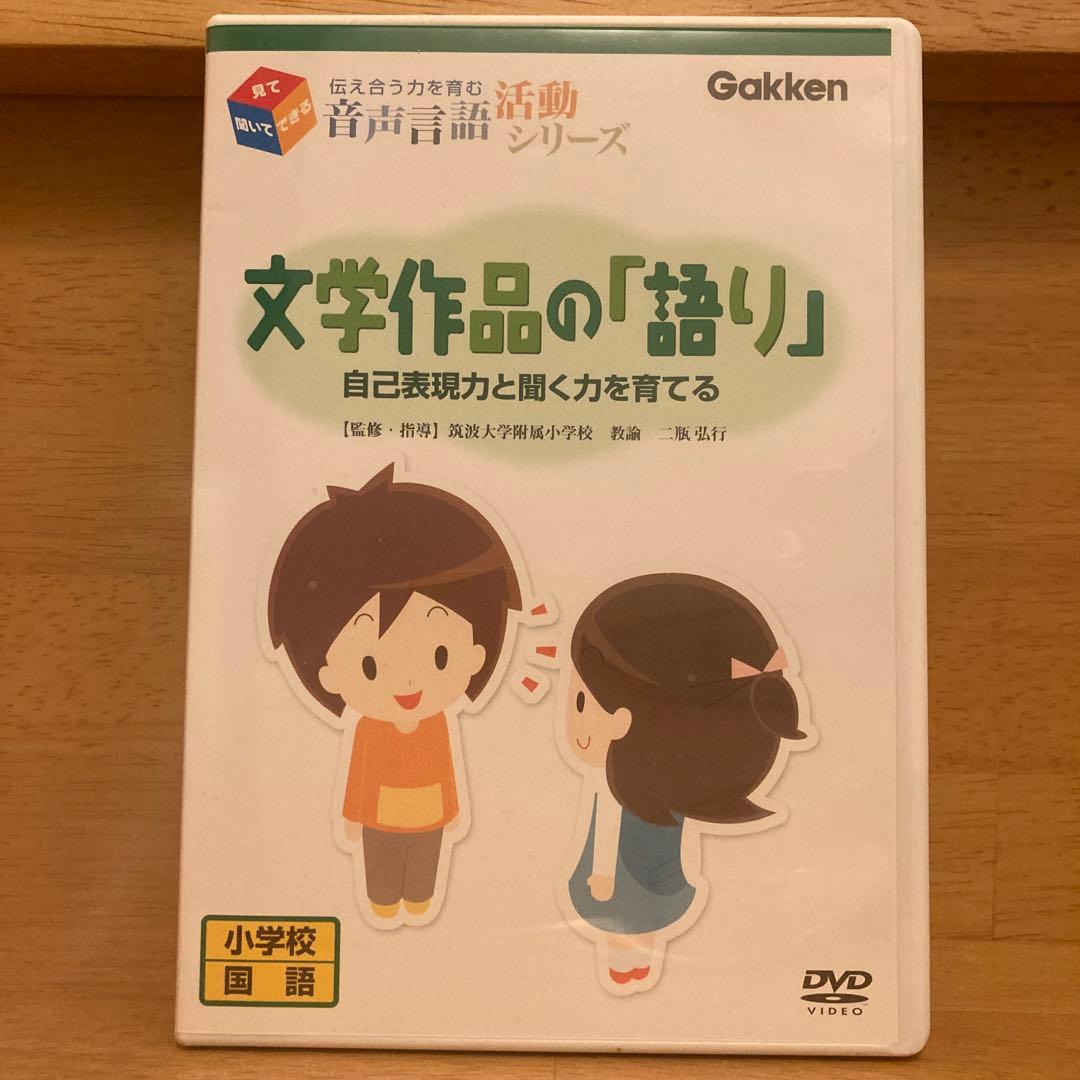 見て
聞いて
できる
伝え合う力を育む
音声言語活動シリーズ
Gakken
文学作品の「語り」
自己表現力と聞く力を育てる
【監修・指導】筑波大学附属小学校 教諭 二瓶 弘行
小学校
国語
DVD
VIDEO